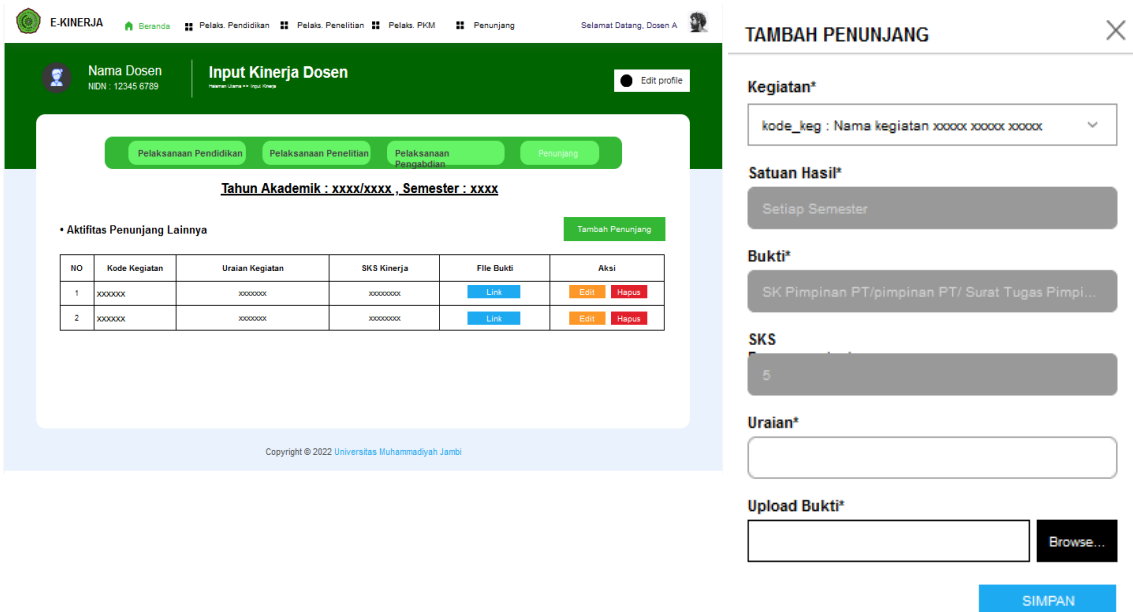 E-KINERJA
Beranda
Pelaks. Pendidikan
Pelaks. Penelitian
Pelaks. PKM
Penunjang
Selamat Datang, Dosen A
Nama Dosen
NIDN : 12345 6789
Input Kinerja Dosen
Halaman Utama >> Input Kinerja
Edit profile
Pelaksanaan Pendidikan
Pelaksanaan Penelitian
Pelaksanaan
Pengabdian
Penunjang
Tahun Akademik : xxxx/xxxx , Semester : xxxx
• Aktifitas Penunjang Lainnya
Tambah Penunjang
NO Kode Kegiatan Uraian Kegiatan SKS Kinerja FIle Bukti Aksi
1 xxxxxx xxxxxxx xxxxxxxx Link Edit Hapus
2 xxxxxx xxxxxxx xxxxxxxx Link Edit Hapus
Copyright © 2022 Universitas Muhammadiyah Jambi
TAMBAH PENUNJANG
Kegiatan*
kode_keg : Nama kegiatan xxxxx xxxxx xxxxx
Satuan Hasil*
Setiap Semester
Bukti*
SK Pimpinan PT/pimpinan PT/ Surat Tugas Pimpi...
SKS
5
Uraian*
Upload Bukti*
Browse...
SIMPAN